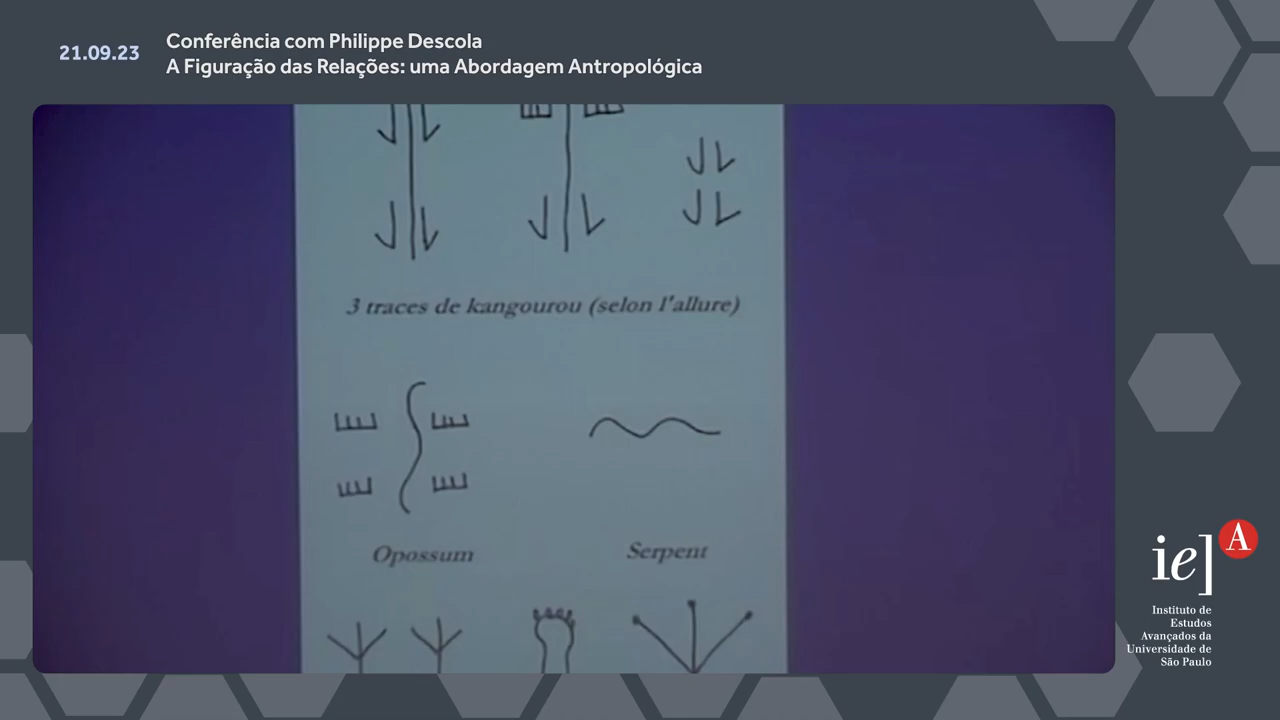 21.09.23
Conferência com Philippe Descola
A Figuração das Relações: uma Abordagem Antropológica
3 traces de kangourou (selon l'allure)
Opossum
Serpent
iea
Instituto de
Estudos
Avançados da
Universidade de
São Paulo